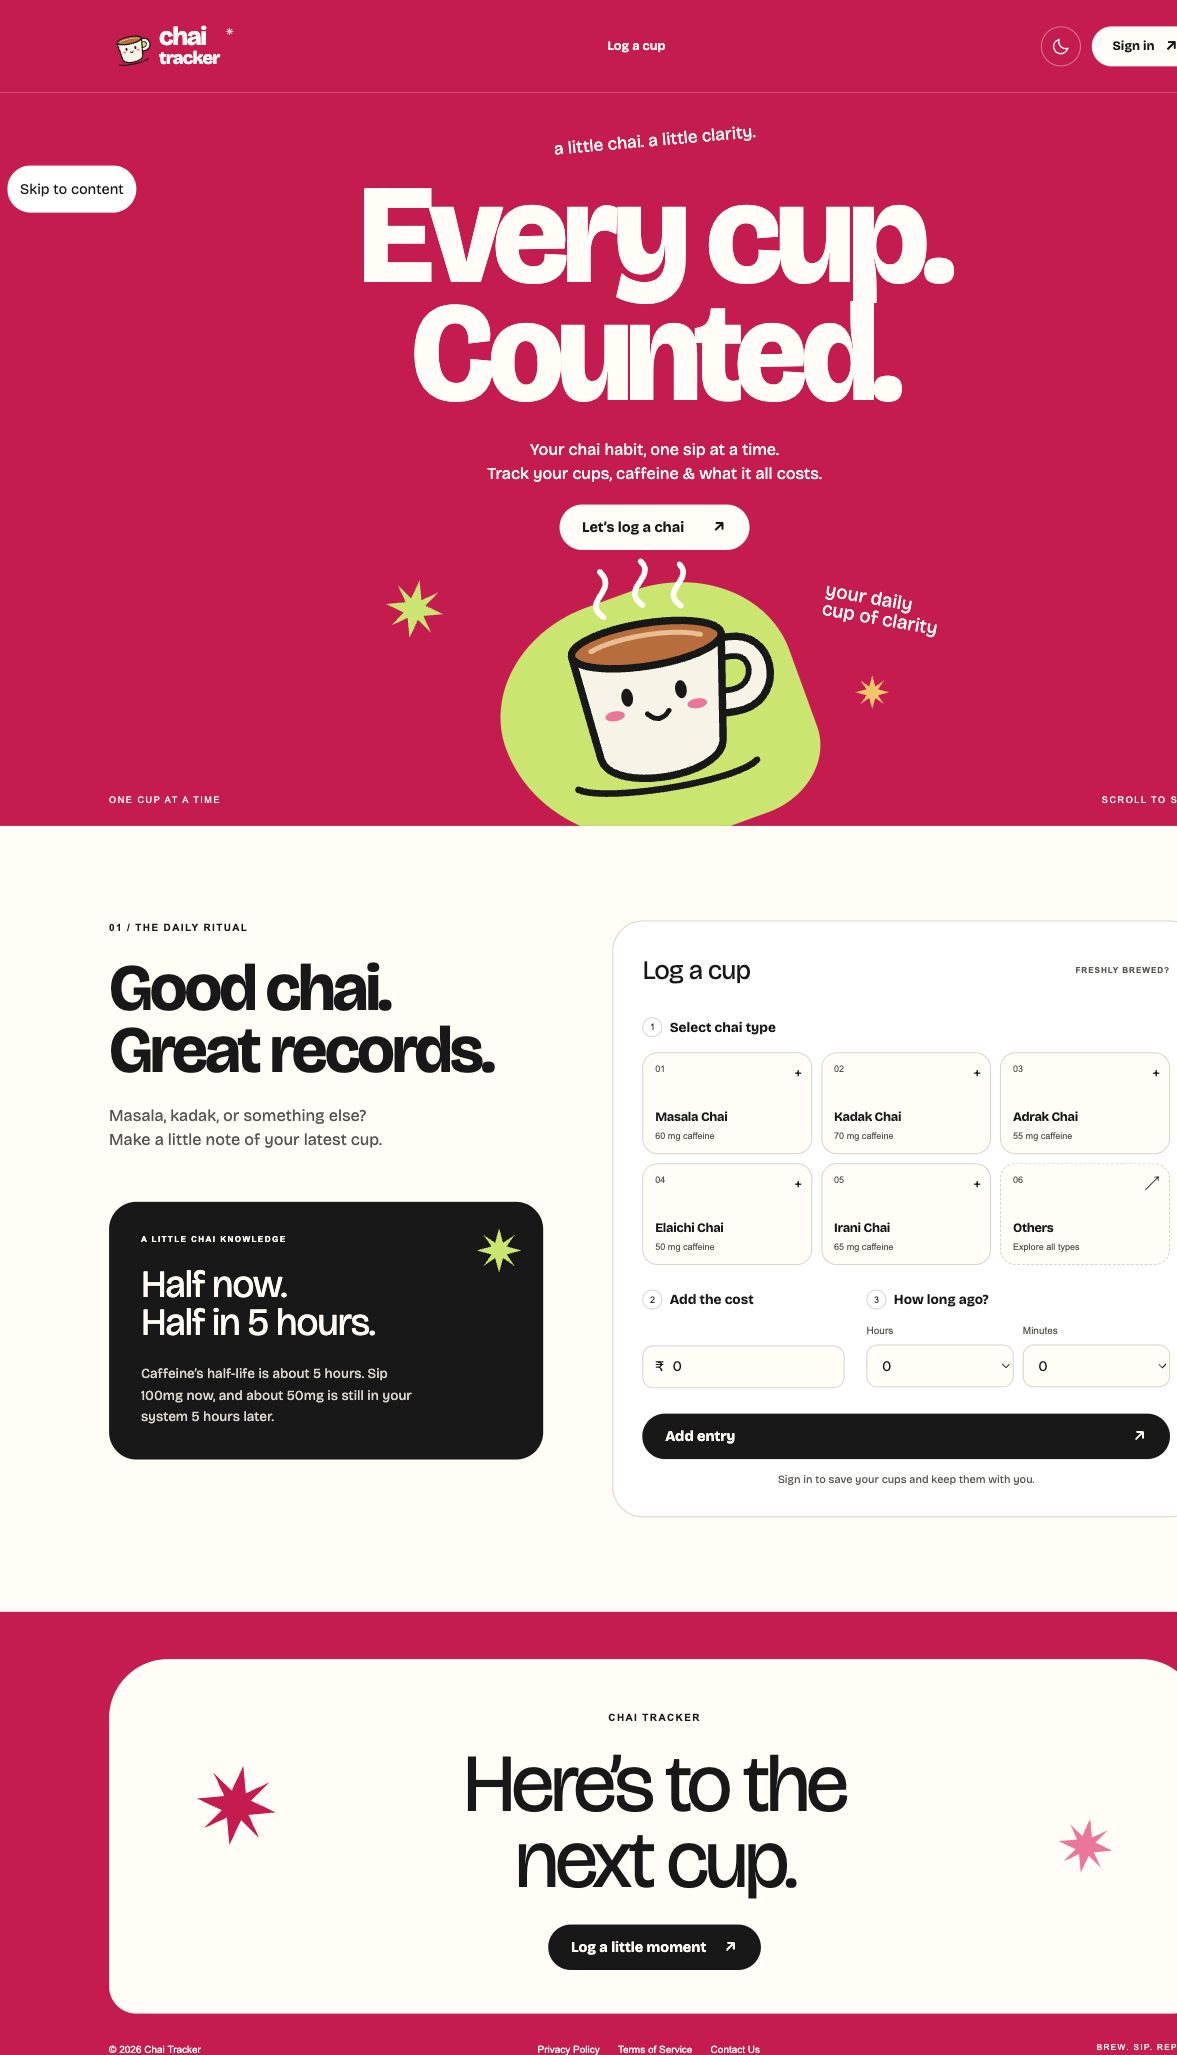 chai
tracker
Log a cup
Sign in
a little chai. a little clarity.
Skip to content
Every cup.
Counted.
Your chai habit, one sip at a time.
Track your cups, caffeine & what it all costs.
Let's log a chai
your daily
cup of clarity
ONE CUP AT A TIME
SCROLL TO S
01 / THE DAILY RITUAL
Good chai.
Great records.
Masala, kadak, or something else?
Make a little note of your latest cup.
A LITTLE CHAI KNOWLEDGE
Half now.
Half in 5 hours.
Caffeine's half-life is about 5 hours. Sip
100mg now, and about 50mg is still in your
system 5 hours later.
Log a cup
FRESHLY BREWED?
1 Select chai type
01 +
Masala Chai
60 mg caffeine
02 +
Kadak Chai
70 mg caffeine
03 +
Adrak Chai
55 mg caffeine
04 +
Elaichi Chai
50 mg caffeine
05 +
Irani Chai
65 mg caffeine
06
Others
Explore all types
2 Add the cost
₹ 0
3 How long ago?
Hours
0
Minutes
0
Add entry
Sign in to save your cups and keep them with you.
CHAI TRACKER
Here's to the
next cup.
Log a little moment
© 2026 Chai Tracker
Privacy Policy Terms of Service Contact Us
BREW. SIP. REP